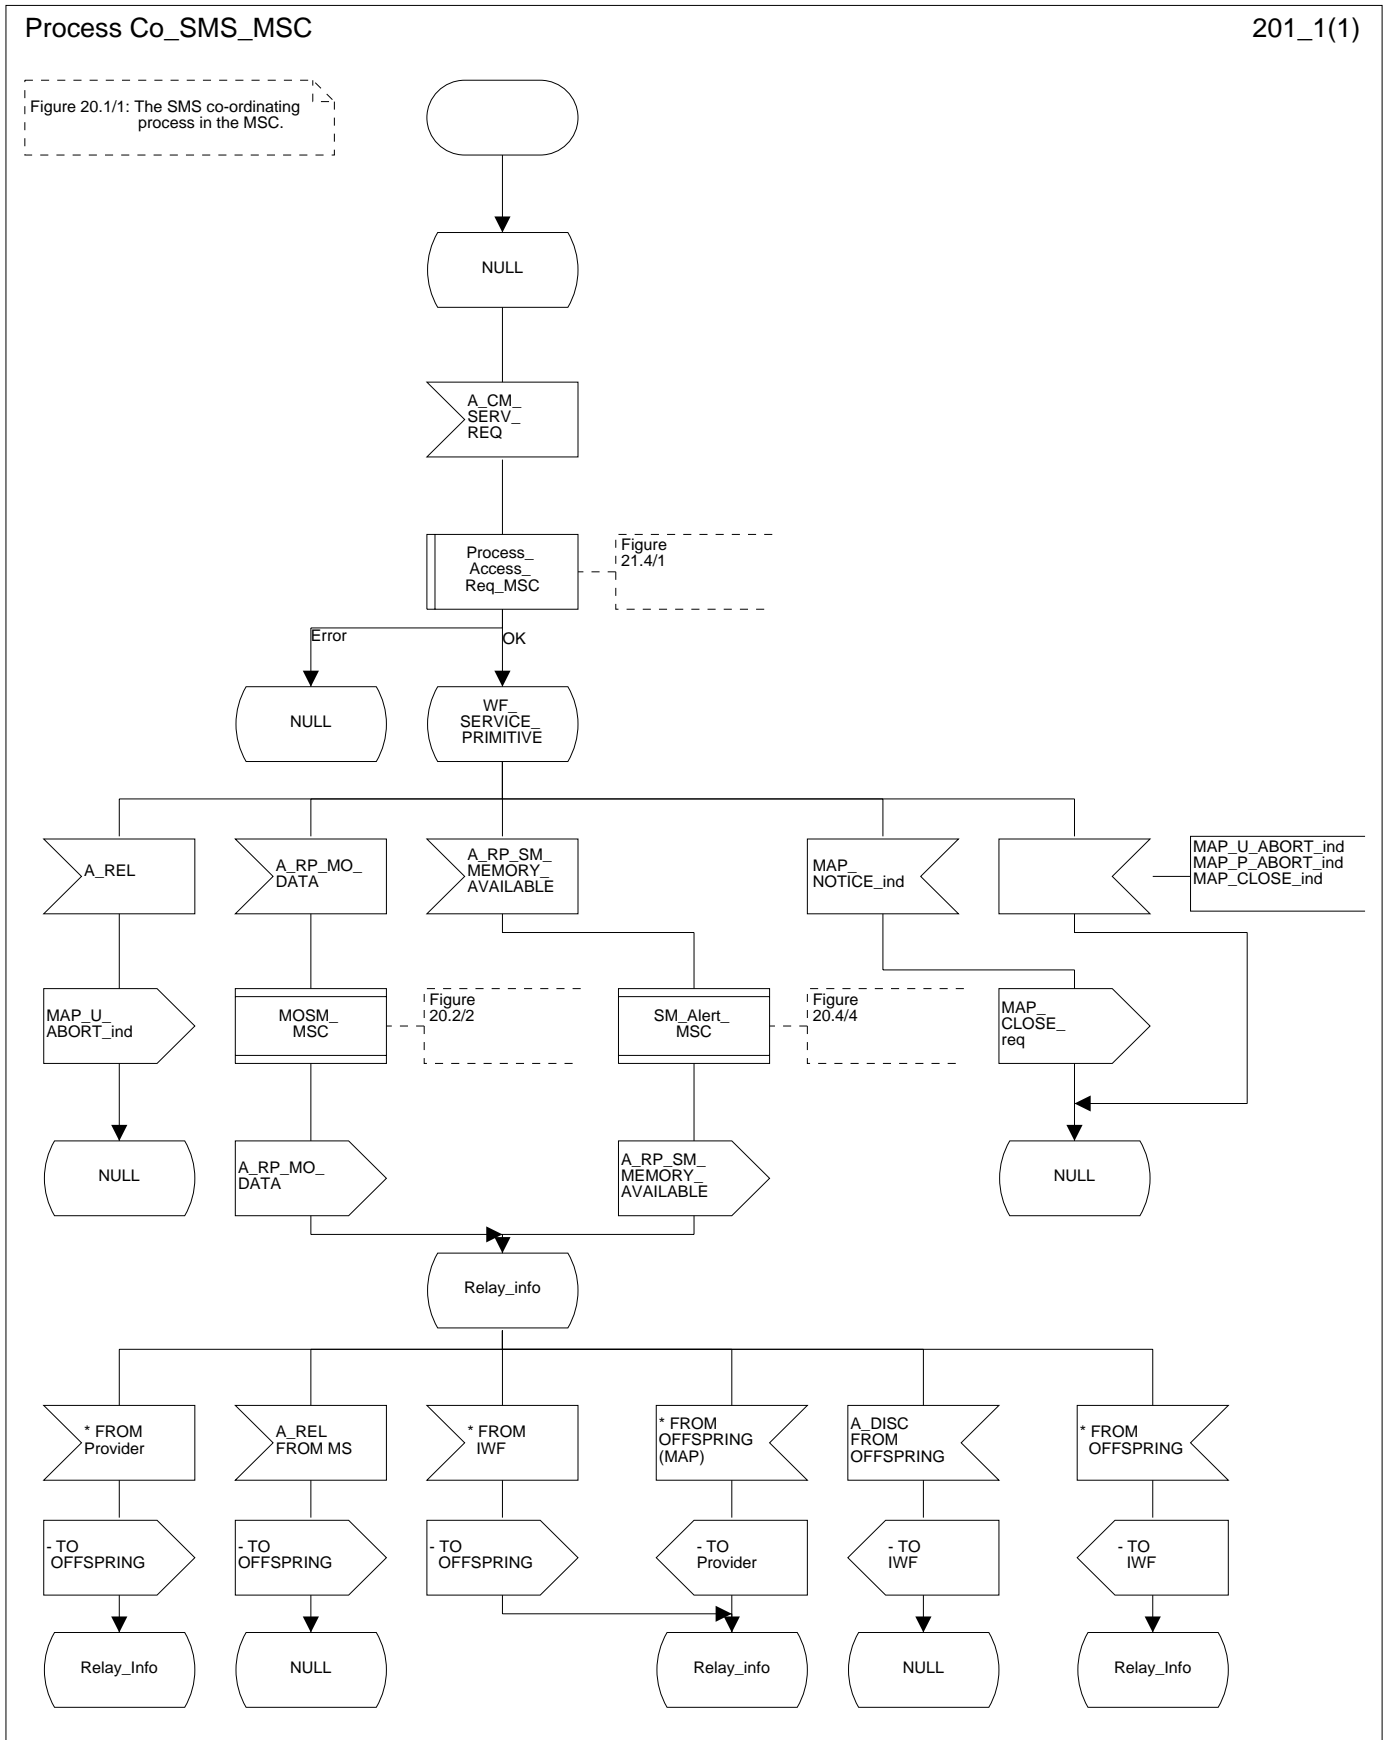 Process Co_SMS_MSC
201_1(1)
Figure 20.1/1: The SMS co-ordinating
process in the MSC.
NULL
A_CM_
SERV_
REQ
Process_
Access_
Req_MSC
Figure
21.4/1
Error
OK
NULL
WF_
SERVICE_
PRIMITIVE
A_REL
A_RP_MO_
DATA
A_RP_SM_
MEMORY_
AVAILABLE
MAP_
NOTICE_ind
MAP_U_ABORT_ind
MAP_P_ABORT_ind
MAP_CLOSE_ind
MAP_U_
ABORT_ind
MOSM_
MSC
Figure
20.2/2
SM_Alert_
MSC
Figure
20.4/4
MAP_
CLOSE_
req
NULL
A_RP_MO_
DATA
A_RP_SM_
MEMORY_
AVAILABLE
NULL
Relay_info
* FROM
Provider
A_REL
FROM MS
* FROM
IWF
* FROM
OFFSPRING
(MAP)
A_DISC
FROM
OFFSPRING
* FROM
OFFSPRING
- TO
OFFSPRING
- TO
OFFSPRING
- TO
OFFSPRING
- TO
Provider
- TO
IWF
- TO
IWF
Relay_Info
NULL
Relay_info
NULL
Relay_Info